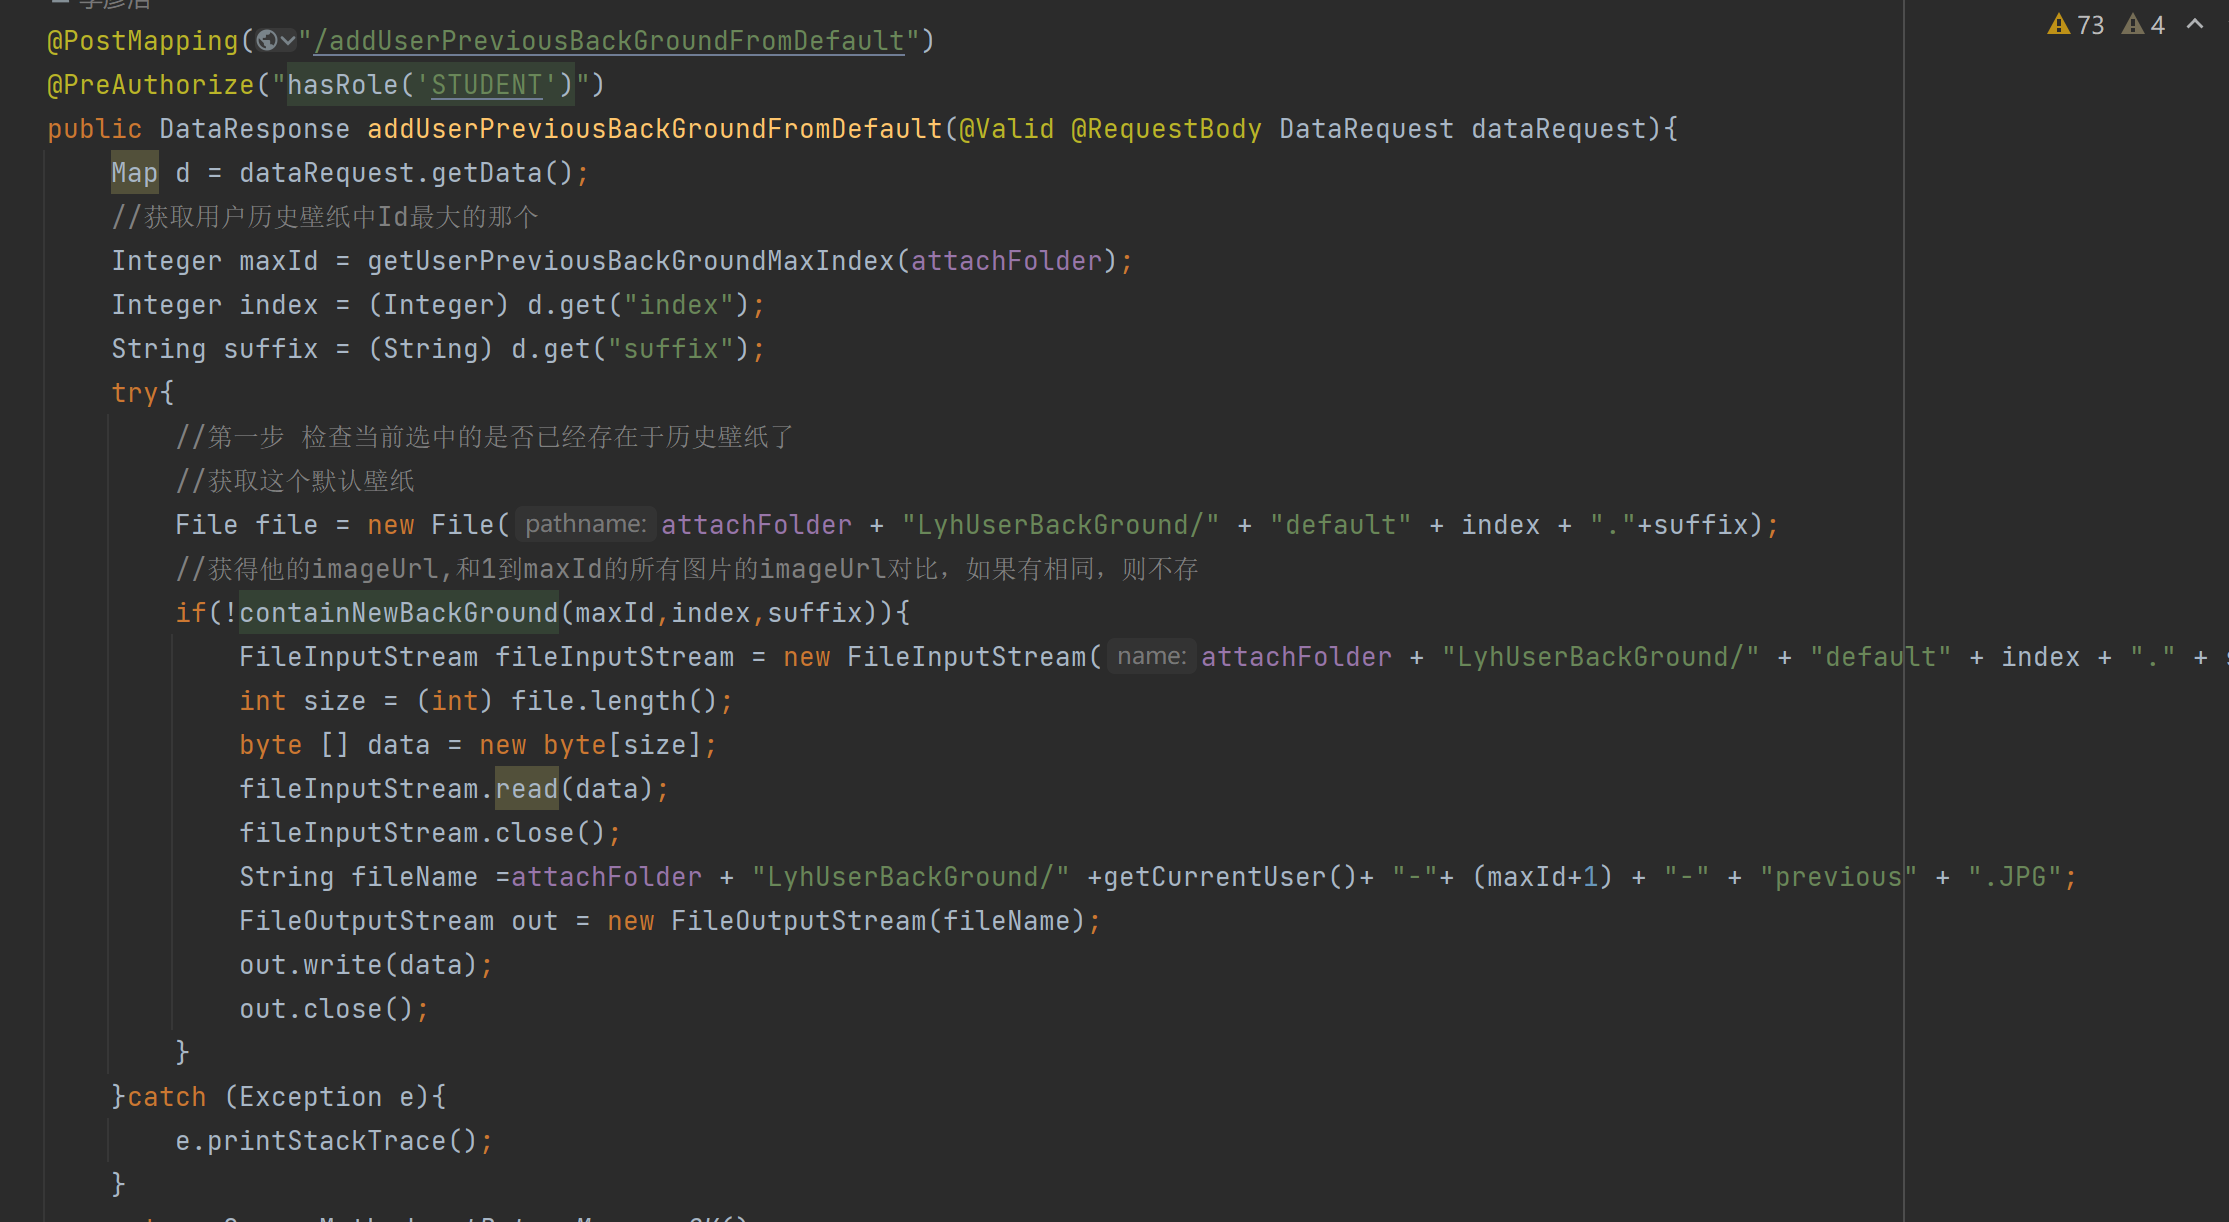 73 4
@PostMapping("/addUserPreviousBackGroundFromDefault")
@PreAuthorize("hasRole('STUDENT')")
public DataResponse addUserPreviousBackGroundFromDefault(@Valid @RequestBody DataRequest dataRequest){
Map d = dataRequest.getData();
//获取用户历史壁纸中Id最大的那个
Integer maxId = getUserPreviousBackGroundMaxIndex(attachFolder);
Integer index = (Integer) d.get("index");
String suffix = (String) d.get("suffix");
try{
//第一步 检查当前选中的是否已经存在于历史壁纸了
//获取这个默认壁纸
File file = new File( pathname: attachFolder + "LyhUserBackGround/" + "default" + index + "."+suffix);
//获得他的imageUrl,和1到maxId的所有图片的imageUrl对比，如果有相同，则不存
if(!containNewBackGround(maxId,index,suffix)){
FileInputStream fileInputStream = new FileInputStream( name: attachFolder + "LyhUserBackGround/" + "default" + index + "." +
int size = (int) file.length();
byte [] data = new byte[size];
fileInputStream.read(data);
fileInputStream.close();
String fileName =attachFolder + "LyhUserBackGround/" +getCurrentUser()+ "-"+ (maxId+1) + "-" + "previous" + ".JPG";
FileOutputStream out = new FileOutputStream(fileName);
out.write(data);
out.close();
}
}catch (Exception e){
e.printStackTrace();
}